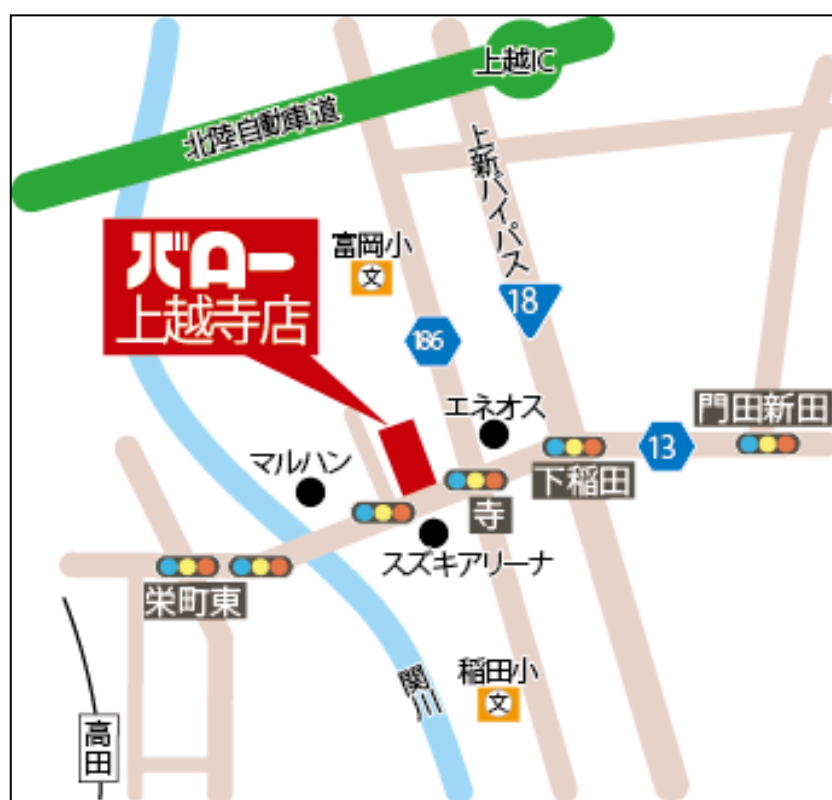 上越IC
北陸自動車道
上新バイパス
バロー
上越寺店
富岡小
文
18
186
エネオス
門田新田
13
マルハン
下稲田
寺
スズキアリーナ
栄町東
稲田小
文
関川
高田